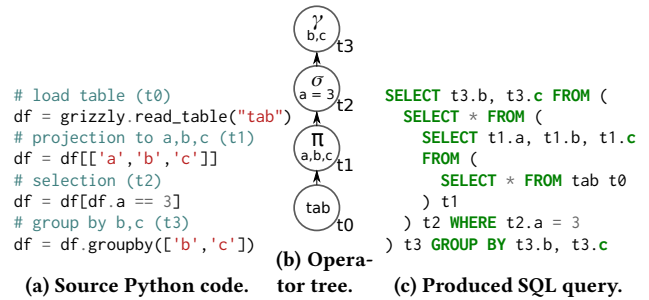 # load table (t0)
df = grizzly.read_table("tab")
# projection to a,b,c (t1)
df = df[['a','b','c']]
# selection (t2)
df = df[df.a == 3]
# group by b,c (t3)
df = df.groupby(['b','c'])
(a) Source Python code.
γ
b,c
t3
σ
a = 3
t2
π
a,b,c
t1
tab
t0
(b) Opera-
tor tree.
SELECT t3.b, t3.c FROM (
SELECT * FROM (
SELECT t1.a, t1.b, t1.c
FROM (
SELECT * FROM tab t0
) t1
) t2 WHERE t2.a = 3
) t3 GROUP BY t3.b, t3.c
(c) Produced SQL query.